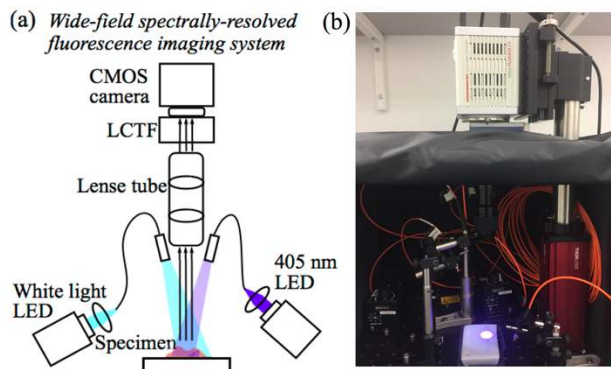 (a) Wide-field spectrally-resolved
fluorescence imaging system
CMOS
camera
LCTF
Lense tube
White light
LED
405 nm
LED
Specimen
(b)